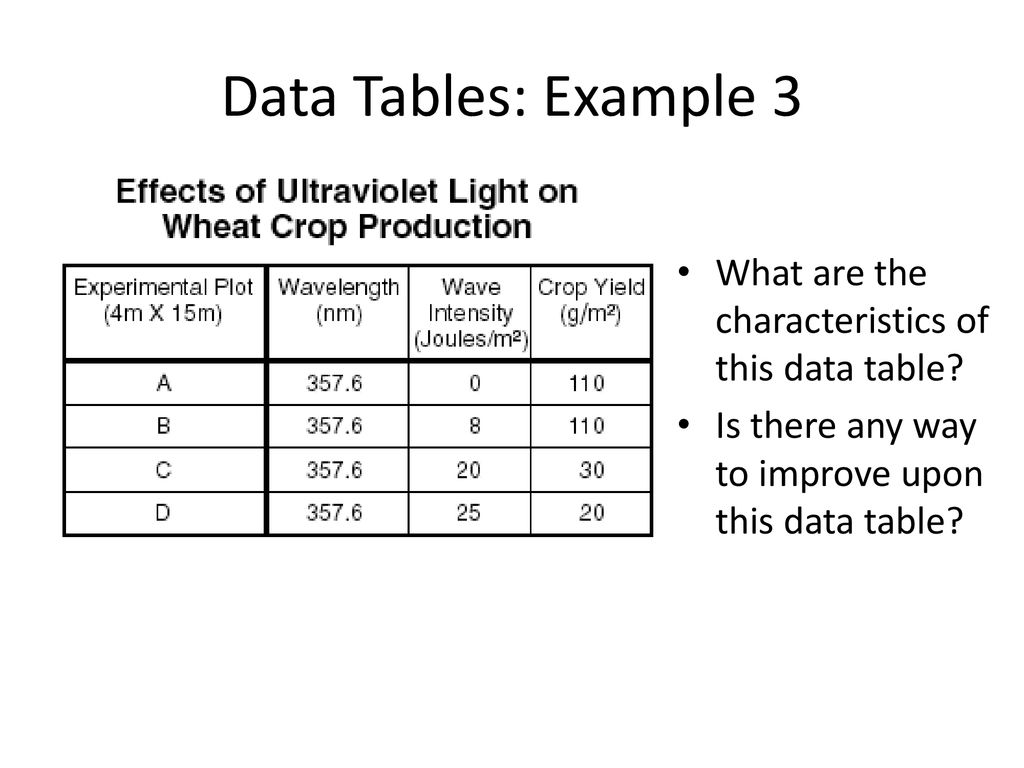 Data Tables: Example 3
Effects of Ultraviolet Light on
Wheat Crop Production
Experimental Plot Wavelength Wave Crop Yield
(4m X 15m) (nm) Intensity (g/m²)
(Joules/m²)
A 357.6 0 110
B 357.6 8 110
C 357.6 20 30
D 357.6 25 20
• What are the
characteristics of
this data table?
• Is there any way
to improve upon
this data table?